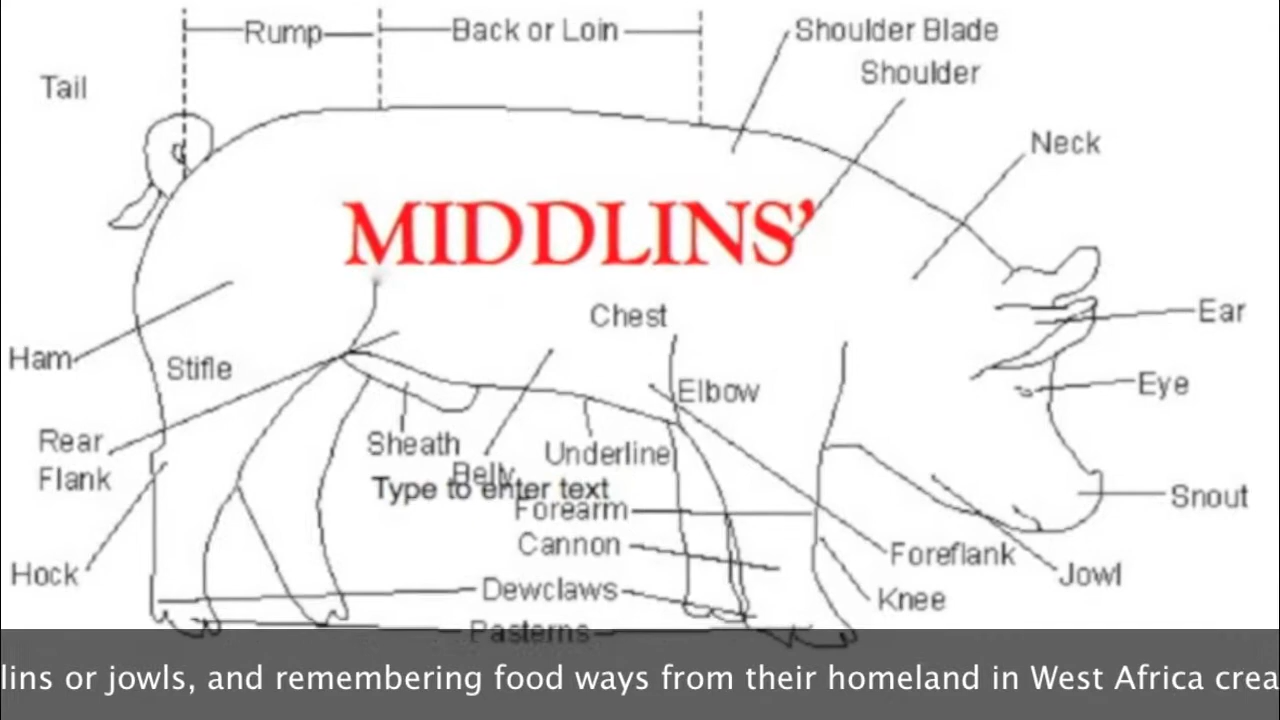 Rump
Back or Loin
Shoulder Blade
Shoulder
Tail
Neck
MIDDLINS’
Chest
Ear
Ham
Stifle
Elbow
Eye
Rear
Flank
Sheath
Belly
Underline
Type to enter text
Snout
Forearm
Cannon
Foreflank
Jowl
Hock
Dewclaws
Knee
Pasterns
lins or jowls, and remembering food ways from their homeland in West Africa crea